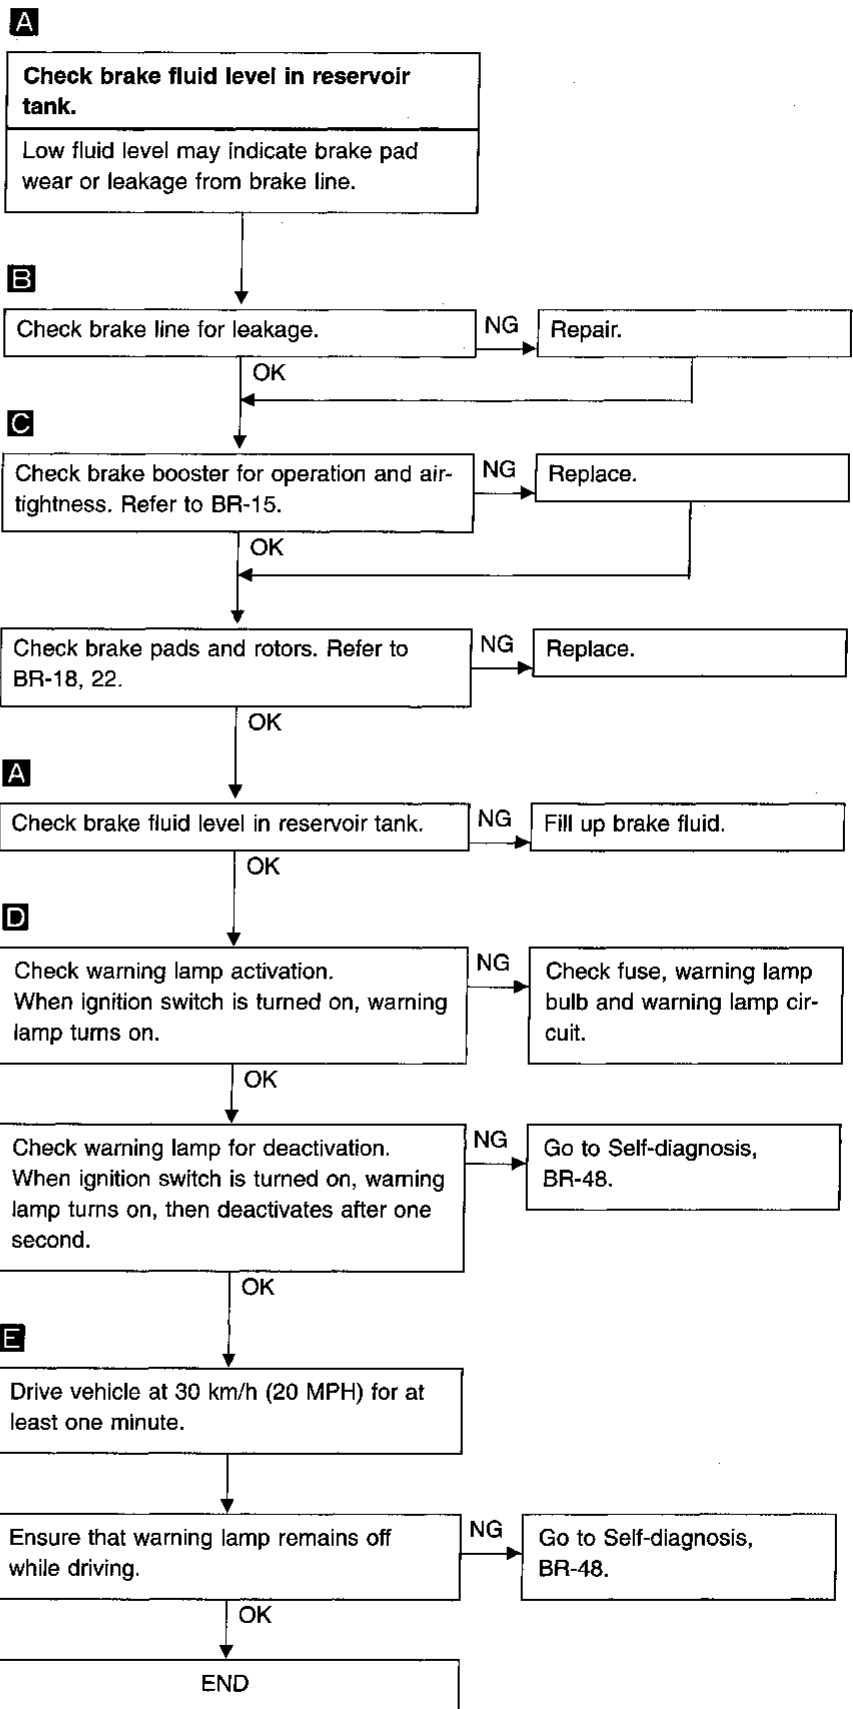 A
Check brake fluid level in reservoir
tank.
Low fluid level may indicate brake pad
wear or leakage from brake line.
B
Check brake line for leakage.
NG
Repair.
OK
C
Check brake booster for operation and air-
tightness. Refer to BR-15.
NG
Replace.
OK
Check brake pads and rotors. Refer to
BR-18, 22.
NG
Replace.
OK
A
Check brake fluid level in reservoir tank.
NG
Fill up brake fluid.
OK
D
Check warning lamp activation.
When ignition switch is turned on, warning
lamp turns on.
NG
Check fuse, warning lamp
bulb and warning lamp cir-
cuit.
OK
Check warning lamp for deactivation.
When ignition switch is turned on, warning
lamp turns on, then deactivates after one
second.
NG
Go to Self-diagnosis,
BR-48.
OK
E
Drive vehicle at 30 km/h (20 MPH) for at
least one minute.
Ensure that warning lamp remains off
while driving.
NG
Go to Self-diagnosis,
BR-48.
OK
END